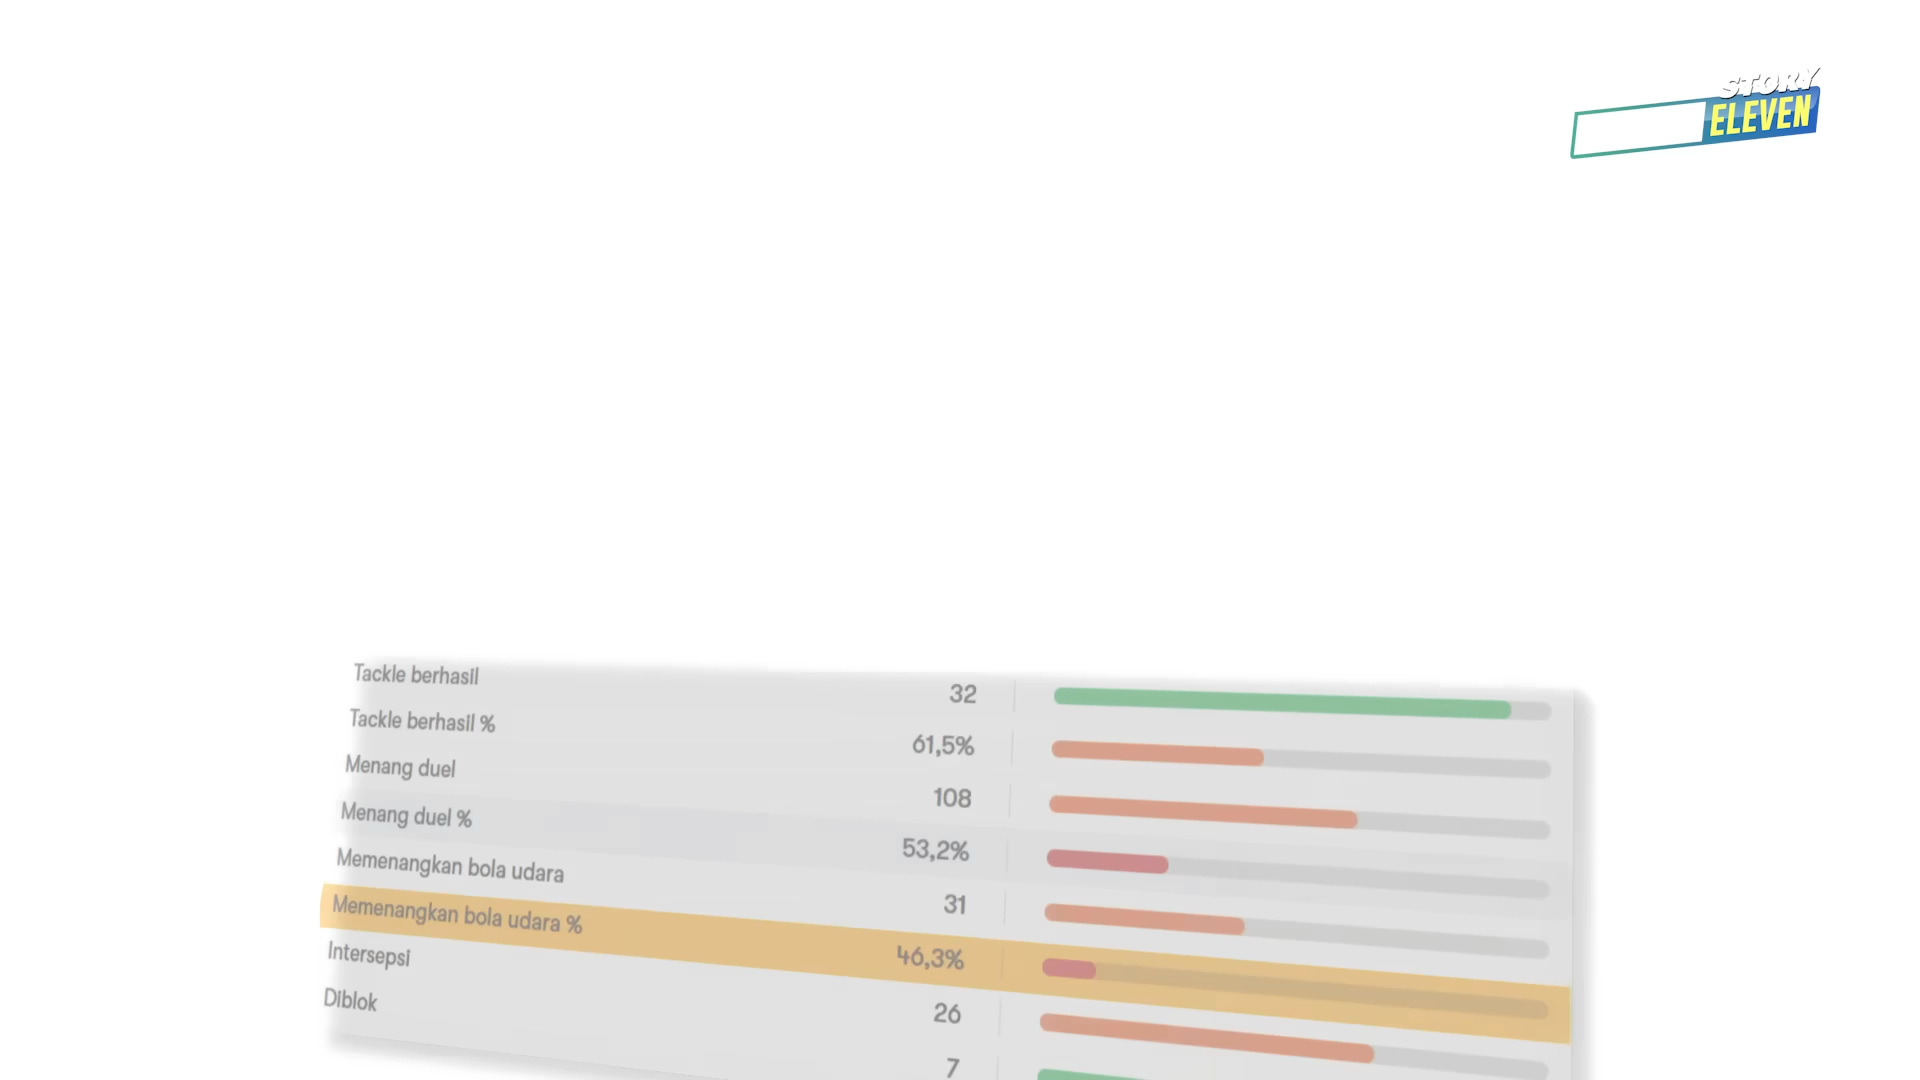 STORY
ELEVEN
Tackle berhasil 32
Tackle berhasil % 61,5%
Menang duel 108
Menang duel % 53,2%
Memenangkan bola udara 31
Memenangkan bola udara % 46,3%
Intersepsi 26
Diblok 7